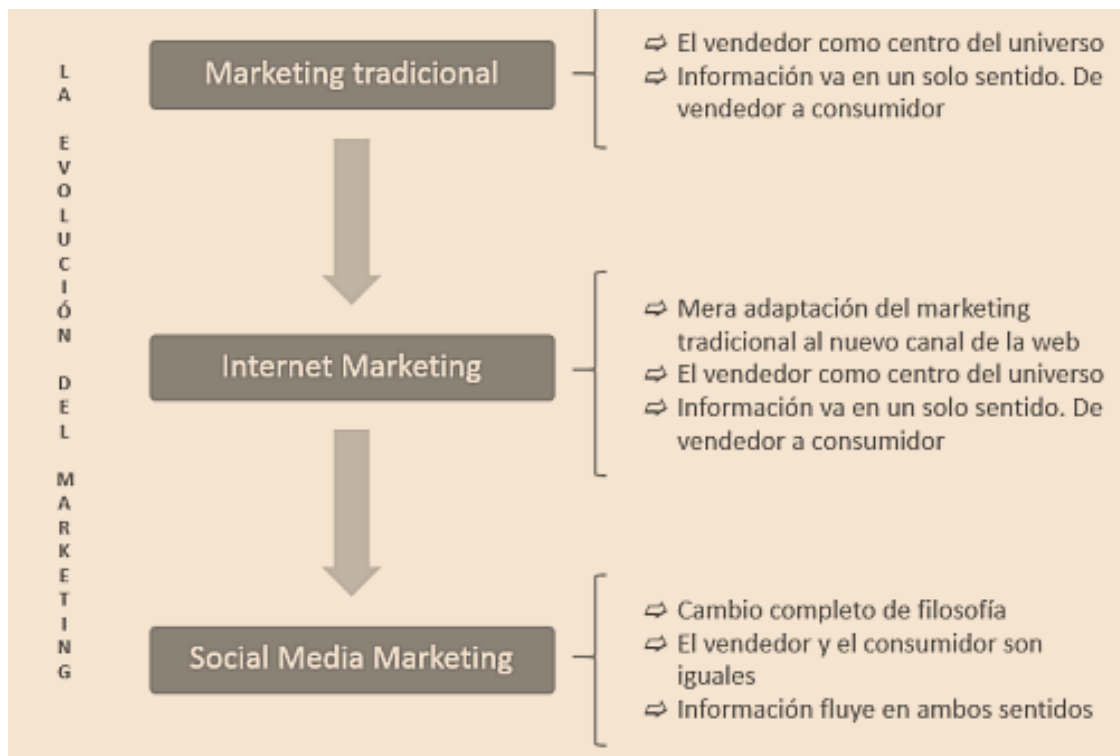 LA EVOLUCIÓN DEL MARKETING
Marketing tradicional
⇨ El vendedor como centro del universo
⇨ Información va en un solo sentido. De
vendedor a consumidor
Internet Marketing
⇨ Mera adaptación del marketing
tradicional al nuevo canal de la web
⇨ El vendedor como centro del universo
⇨ Información va en un solo sentido. De
vendedor a consumidor
Social Media Marketing
⇨ Cambio completo de filosofía
⇨ El vendedor y el consumidor son
iguales
⇨ Información fluye en ambos sentidos